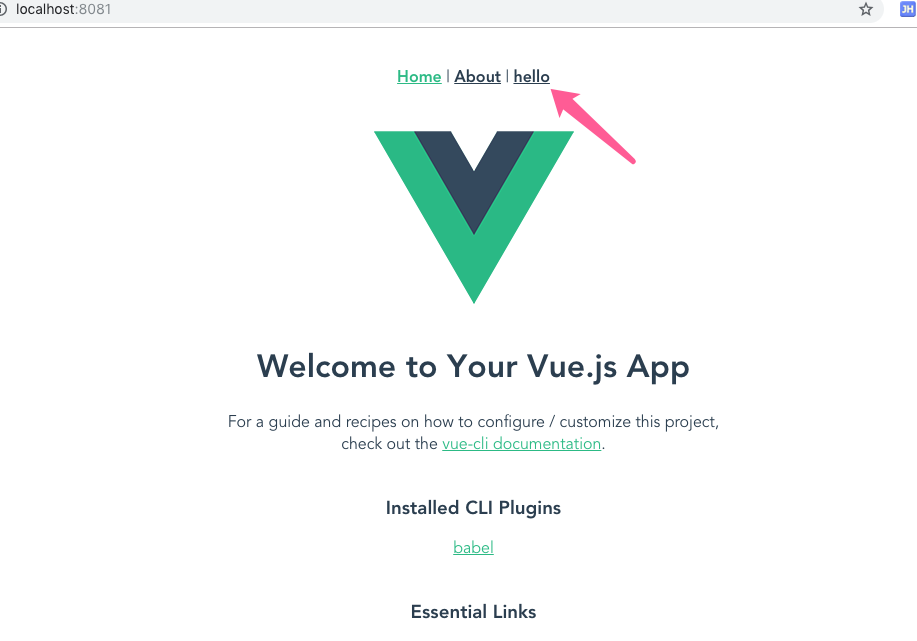 localhost:8081
JH
Home | About | hello
Welcome to Your Vue.js App
For a guide and recipes on how to configure / customize this project,
check out the vue-cli documentation.
Installed CLI Plugins
babel
Essential Links